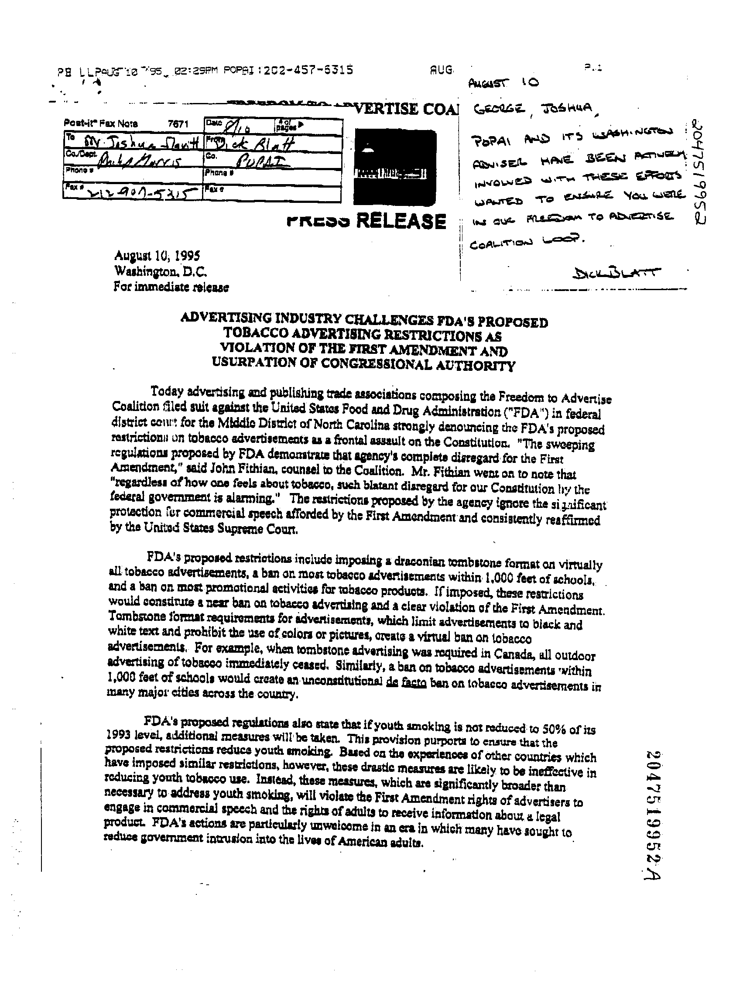 PB LLPAUG 10 '95 02:29PM POPAI:202-457-6315 AUG P.1
AUGUST 10
GEORGE, JOSHUA,
POPAI AND ITS WASHINGTON
ADVISER HAVE BEEN ACTIVELY
INVOLVED WITH THESE EFFORTS
WANTED TO ENSURE YOU WERE
IN OUR FREEDOM TO ADVERTISE
COALITION LOOP.
DICK BLATT
2047519952
VERTISE COA
Post-it" Fax Note 7671 Date 8/10 # of pages
To Mr. Joshua From Dick Blatt
Co./Dept. Philip Morris Co. POPAI
Phone # Phone #
Fax # 212-907-5315 Fax #
PRESS RELEASE
August 10, 1995
Washington, D.C.
For immediate release
ADVERTISING INDUSTRY CHALLENGES FDA'S PROPOSED
TOBACCO ADVERTISING RESTRICTIONS AS
VIOLATION OF THE FIRST AMENDMENT AND
USURPATION OF CONGRESSIONAL AUTHORITY
Today advertising and publishing trade associations composing the Freedom to Advertise
Coalition filed suit against the United States Food and Drug Administration ("FDA") in federal
district court for the Middle District of North Carolina strongly denouncing the FDA's proposed
restrictions on tobacco advertisements as a frontal assault on the Constitution. "The sweeping
regulations proposed by FDA demonstrate that agency's complete disregard for the First
Amendment," said John Fithian, counsel to the Coalition. Mr. Fithian went on to note that
"regardless of how one feels about tobacco, such blatant disregard for our Constitution by the
federal government is alarming." The restrictions proposed by the agency ignore the significant
protection for commercial speech afforded by the First Amendment and consistently reaffirmed
by the United States Supreme Court.
FDA's proposed restrictions include imposing a draconian tombstone format on virtually
all tobacco advertisements, a ban on most tobacco advertisements within 1,000 feet of schools,
and a ban on most promotional activities for tobacco products. If imposed, these restrictions
would constitute a near ban on tobacco advertising and a clear violation of the First Amendment.
Tombstone format requirements for advertisements, which limit advertisements to black and
white text and prohibit the use of colors or pictures, create a virtual ban on tobacco
advertisements. For example, when tombstone advertising was required in Canada, all outdoor
advertising of tobacco immediately ceased. Similarly, a ban on tobacco advertisements within
1,000 feet of schools would create an unconstitutional de facto ban on tobacco advertisements in
many major cities across the country.
FDA's proposed regulations also state that if youth smoking is not reduced to 50% of its
1993 level, additional measures will be taken. This provision purports to ensure that the
proposed restrictions reduce youth smoking. Based on the experiences of other countries which
have imposed similar restrictions, however, these drastic measures are likely to be ineffective in
reducing youth tobacco use. Instead, these measures, which are significantly broader than
necessary to address youth smoking, will violate the First Amendment rights of advertisers to
engage in commercial speech and the rights of adults to receive information about a legal
product. FDA's actions are particularly unwelcome in an era in which many have sought to
reduce government intrusion into the lives of American adults.
2047519952 A